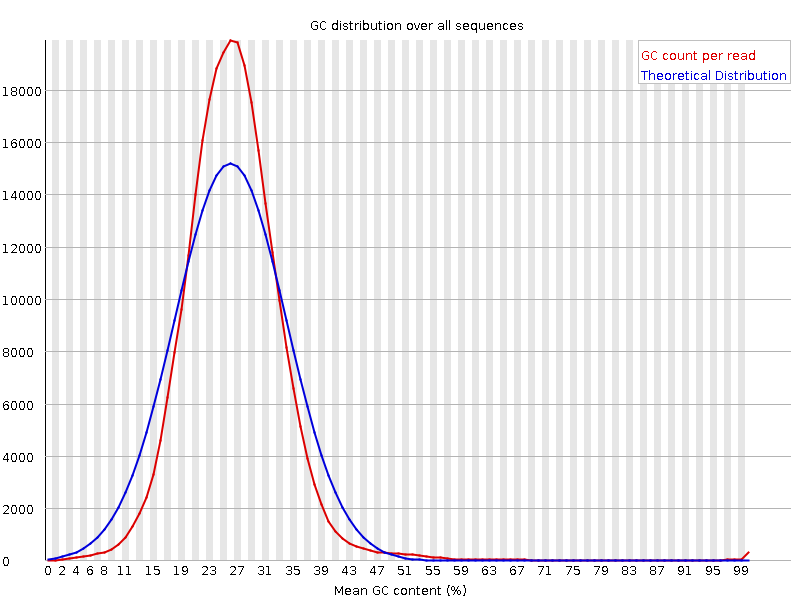 GC distribution over all sequences
GC count per read
Theoretical Distribution
18000
16000
14000
12000
10000
8000
6000
4000
2000
0
0 2 4 6 8 11 15 19 23 27 31 35 39 43 47 51 55 59 63 67 71 75 79 83 87 91 95 99
Mean GC content (%)